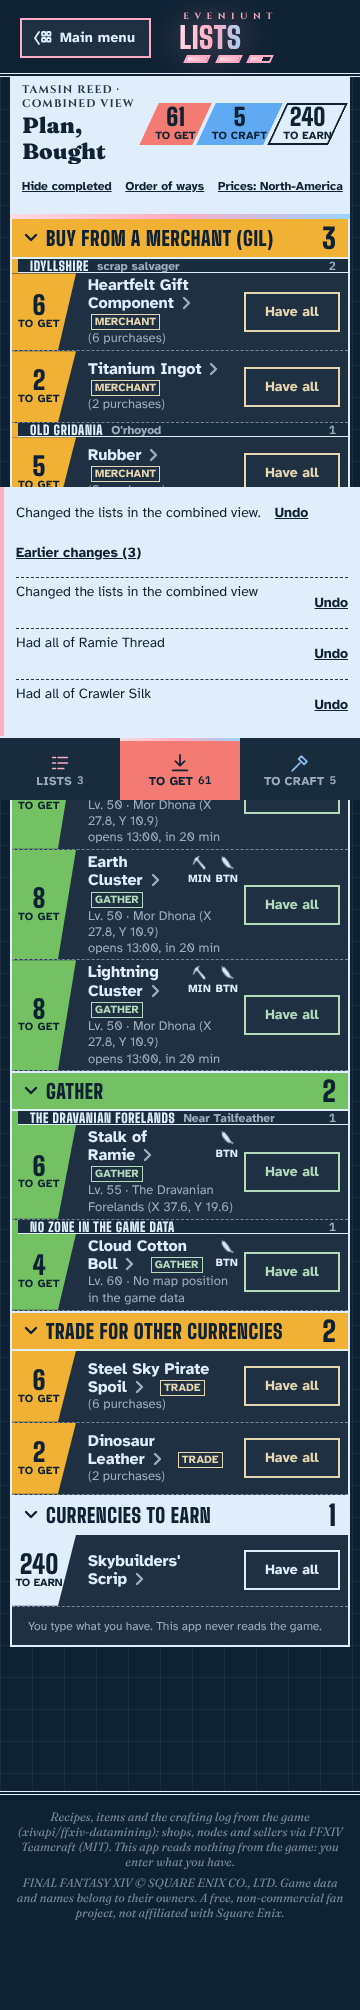 Main menu
EVENIUNT
LISTS
TAMSIN REED ·
COMBINED VIEW
Plan,
Bought
61
TO GET
5
TO CRAFT
240
TO EARN
Hide completed Order of ways Prices: North-America
BUY FROM A MERCHANT (GIL) 3
IDYLLSHIRE scrap salvager 2
6
TO GET
Heartfelt Gift
Component
MERCHANT
(6 purchases)
Have all
2
TO GET
Titanium Ingot
MERCHANT
(2 purchases)
Have all
OLD GRIDANIA O'rhoyod 1
5
TO GET
Rubber
MERCHANT
Have all
Changed the lists in the combined view. Undo
Earlier changes (3)
Changed the lists in the combined view
Undo
Had all of Ramie Thread
Undo
Had all of Crawler Silk
Undo
LISTS 3
TO GET 61
TO CRAFT 5
TO GET
Lv. 50 · Mor Dhona (X
27.8, Y 10.9)
opens 13:00, in 20 min
8
TO GET
Earth
Cluster
MIN BTN
GATHER
Lv. 50 · Mor Dhona (X
27.8, Y 10.9)
opens 13:00, in 20 min
Have all
8
TO GET
Lightning
Cluster
MIN BTN
GATHER
Lv. 50 · Mor Dhona (X
27.8, Y 10.9)
opens 13:00, in 20 min
Have all
GATHER 2
THE DRAVANIAN FORELANDS Near Tailfeather 1
6
TO GET
Stalk of
Ramie
BTN
GATHER
Lv. 55 · The Dravanian
Forelands (X 37.6, Y 19.6)
Have all
NO ZONE IN THE GAME DATA 1
4
TO GET
Cloud Cotton
Boll GATHER BTN
Lv. 60 · No map position
in the game data
Have all
TRADE FOR OTHER CURRENCIES 2
6
TO GET
Steel Sky Pirate
Spoil TRADE
(6 purchases)
Have all
2
TO GET
Dinosaur
Leather TRADE
(2 purchases)
Have all
CURRENCIES TO EARN 1
240
TO EARN
Skybuilders'
Scrip
Have all
You type what you have. This app never reads the game.
Recipes, items and the crafting log from the game
(xivapi/ffxiv-datamining); shops, nodes and sellers via FFXIV
Teamcraft (MIT). This app reads nothing from the game: you
enter what you have.
FINAL FANTASY XIV © SQUARE ENIX CO., LTD. Game data
and names belong to their owners. A free, non-commercial fan
project, not affiliated with Square Enix.